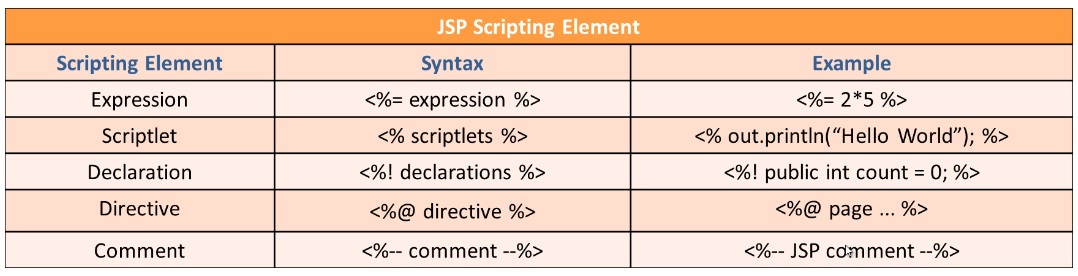 JSP Scripting Element
Scripting Element Syntax Example
Expression <%= expression %> <%= 2*5 %>
Scriptlet <% scriptlets %> <% out.println(“Hello World”); %>
Declaration <%! declarations %> <%! public int count = 0; %>
Directive <%@ directive %> <%@ page ... %>
Comment <%-- comment --%> <%-- JSP comment --%>